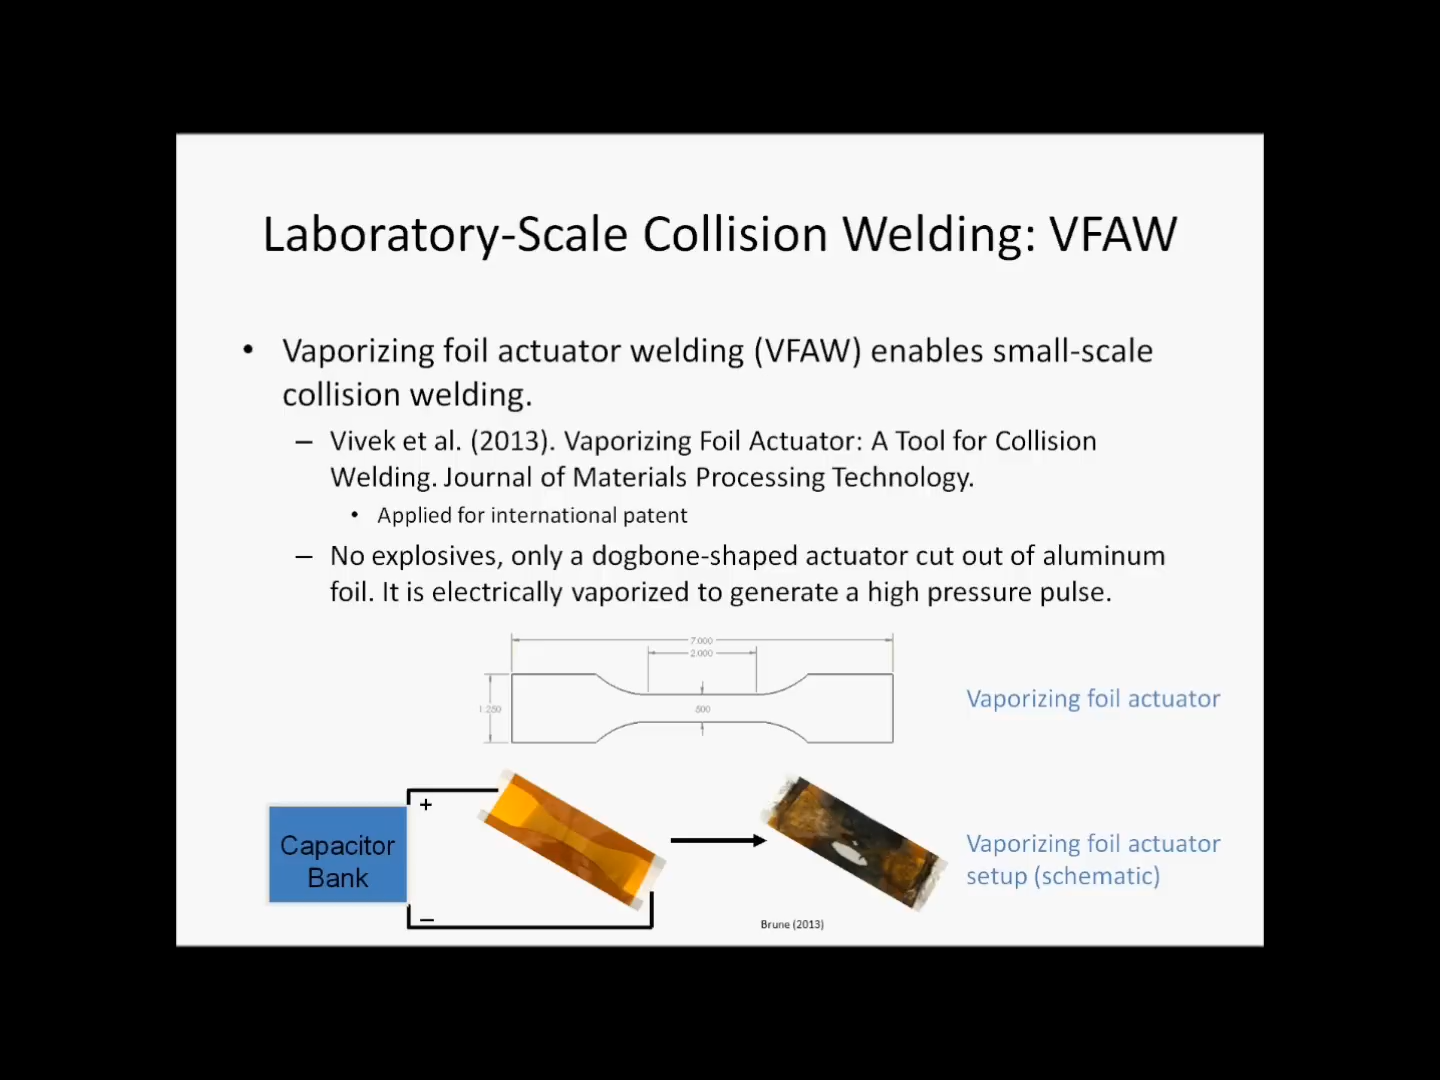 Laboratory-Scale Collision Welding: VFAW
• Vaporizing foil actuator welding (VFAW) enables small-scale
collision welding.
– Vivek et al. (2013). Vaporizing Foil Actuator: A Tool for Collision
Welding. Journal of Materials Processing Technology.
• Applied for international patent
– No explosives, only a dogbone-shaped actuator cut out of aluminum
foil. It is electrically vaporized to generate a high pressure pulse.
7.000
2.000
1.250
.500
Vaporizing foil actuator
+
Capacitor
Bank
–
Vaporizing foil actuator
setup (schematic)
Brune (2013)